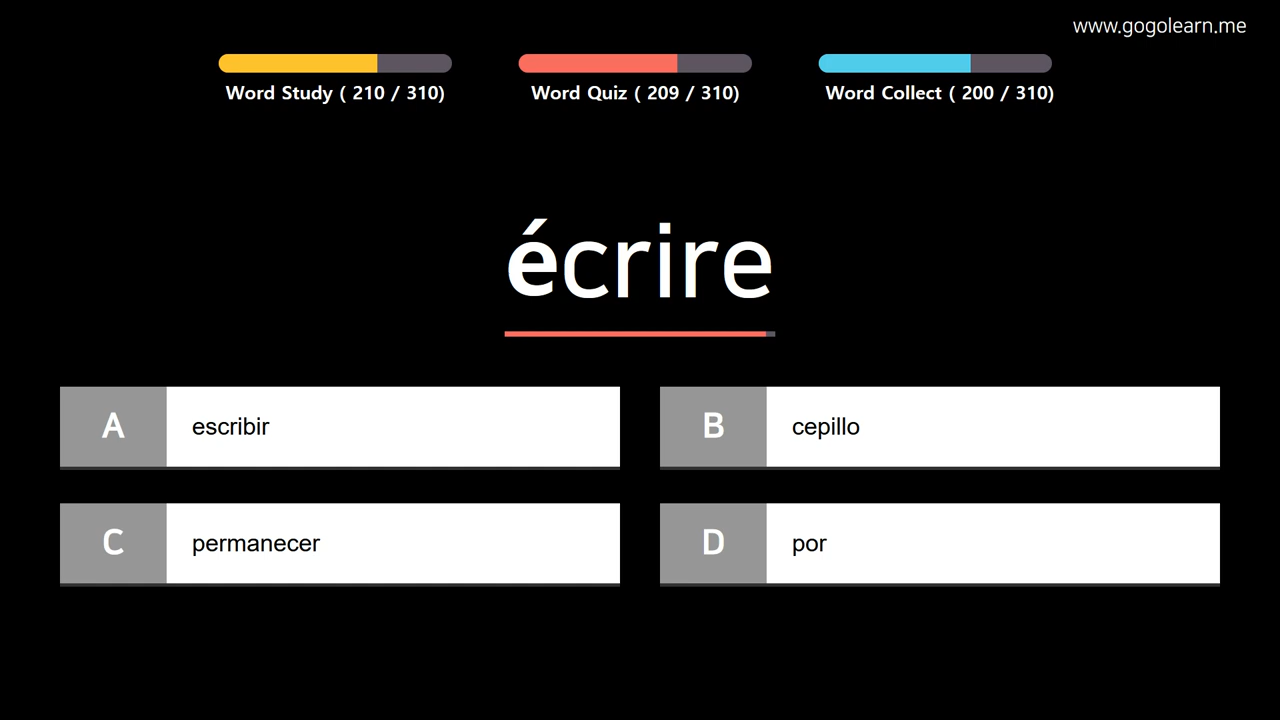 www.gogolearn.me
Word Study ( 210 / 310)
Word Quiz ( 209 / 310)
Word Collect ( 200 / 310)
écrire
A escribir
B cepillo
C permanecer
D por